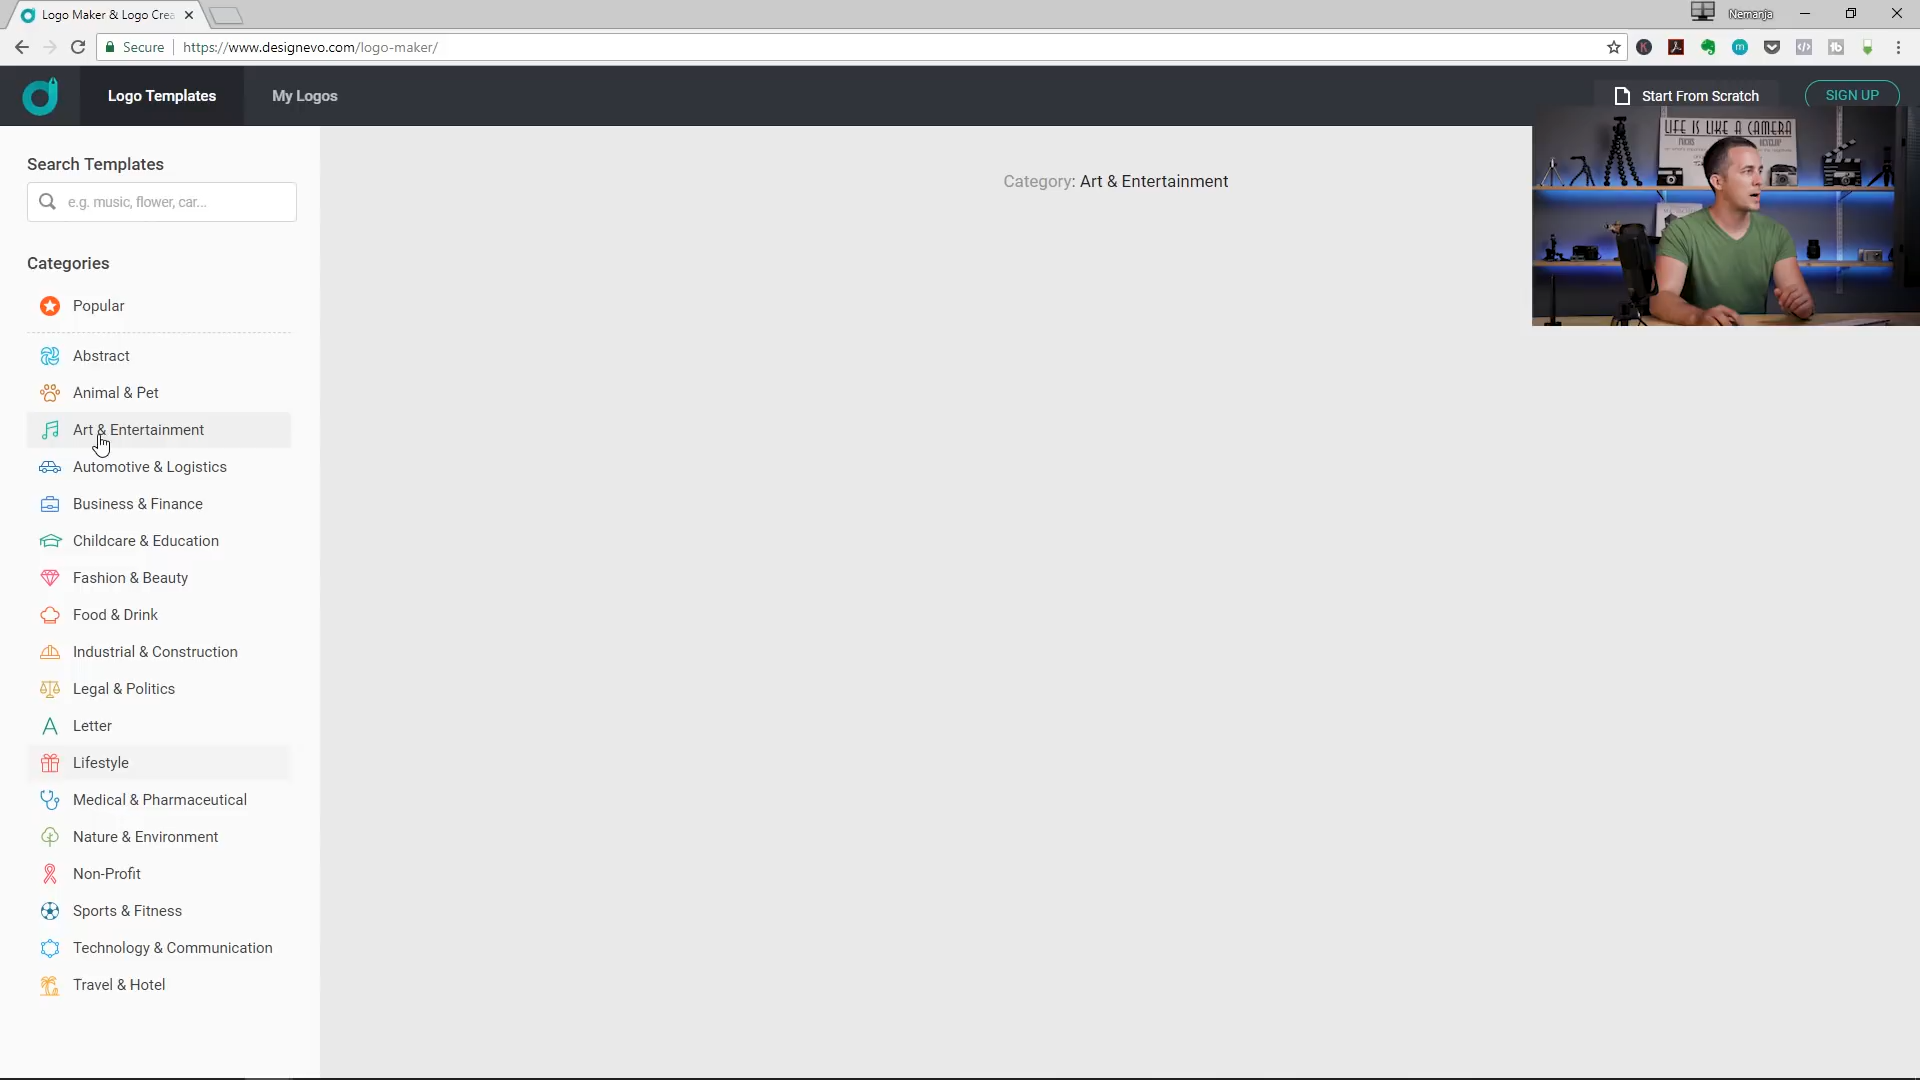 Logo Maker & Logo Crea
Nemanja
Secure
https://www.designevo.com/logo-maker/
Logo Templates
My Logos
Start From Scratch
SIGN UP
LIFE IS LIKE A CAMERA
Search Templates
e.g. music, flower, car...
Category: Art & Entertainment
Categories
Popular
Abstract
Animal & Pet
Art & Entertainment
Automotive & Logistics
Business & Finance
Childcare & Education
Fashion & Beauty
Food & Drink
Industrial & Construction
Legal & Politics
Letter
Lifestyle
Medical & Pharmaceutical
Nature & Environment
Non-Profit
Sports & Fitness
Technology & Communication
Travel & Hotel